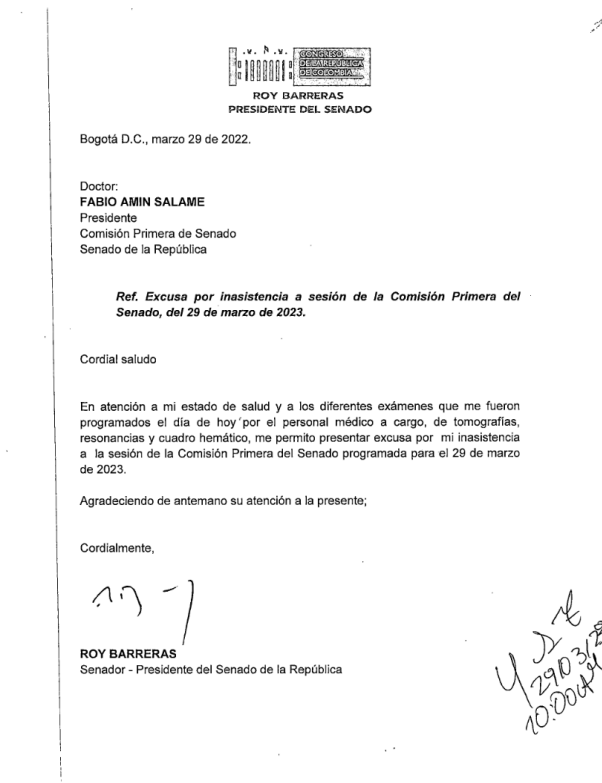 CONGRESO
DE LA REPÚBLICA
DE COLOMBIA
ROY BARRERAS
PRESIDENTE DEL SENADO
Bogotá D.C., marzo 29 de 2022.
Doctor:
FABIO AMIN SALAME
Presidente
Comisión Primera de Senado
Senado de la República
Ref. Excusa por inasistencia a sesión de la Comisión Primera del
Senado, del 29 de marzo de 2023.
Cordial saludo
En atención a mi estado de salud y a los diferentes exámenes que me fueron
programados el día de hoy por el personal médico a cargo, de tomografías,
resonancias y cuadro hemático, me permito presentar excusa por mi inasistencia
a la sesión de la Comisión Primera del Senado programada para el 29 de marzo
de 2023.
Agradeciendo de antemano su atención a la presente;
Cordialmente,
ROY BARRERAS
Senador - Presidente del Senado de la República